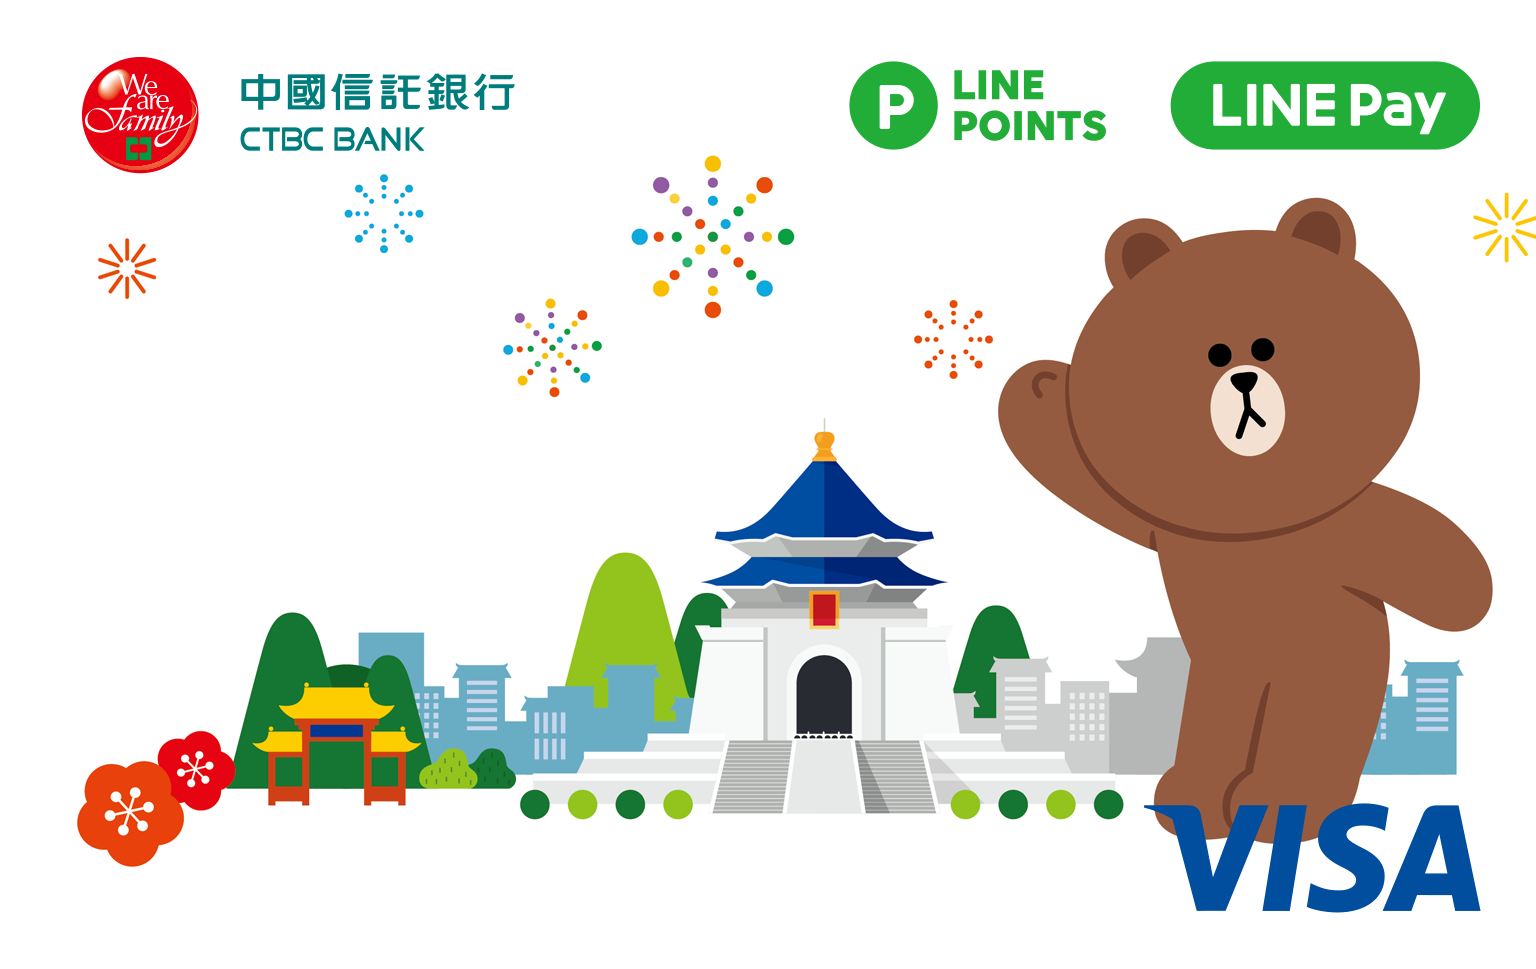 We
are
Family
中國信託銀行
CTBC BANK
P
LINE
POINTS
LINE Pay
VISA